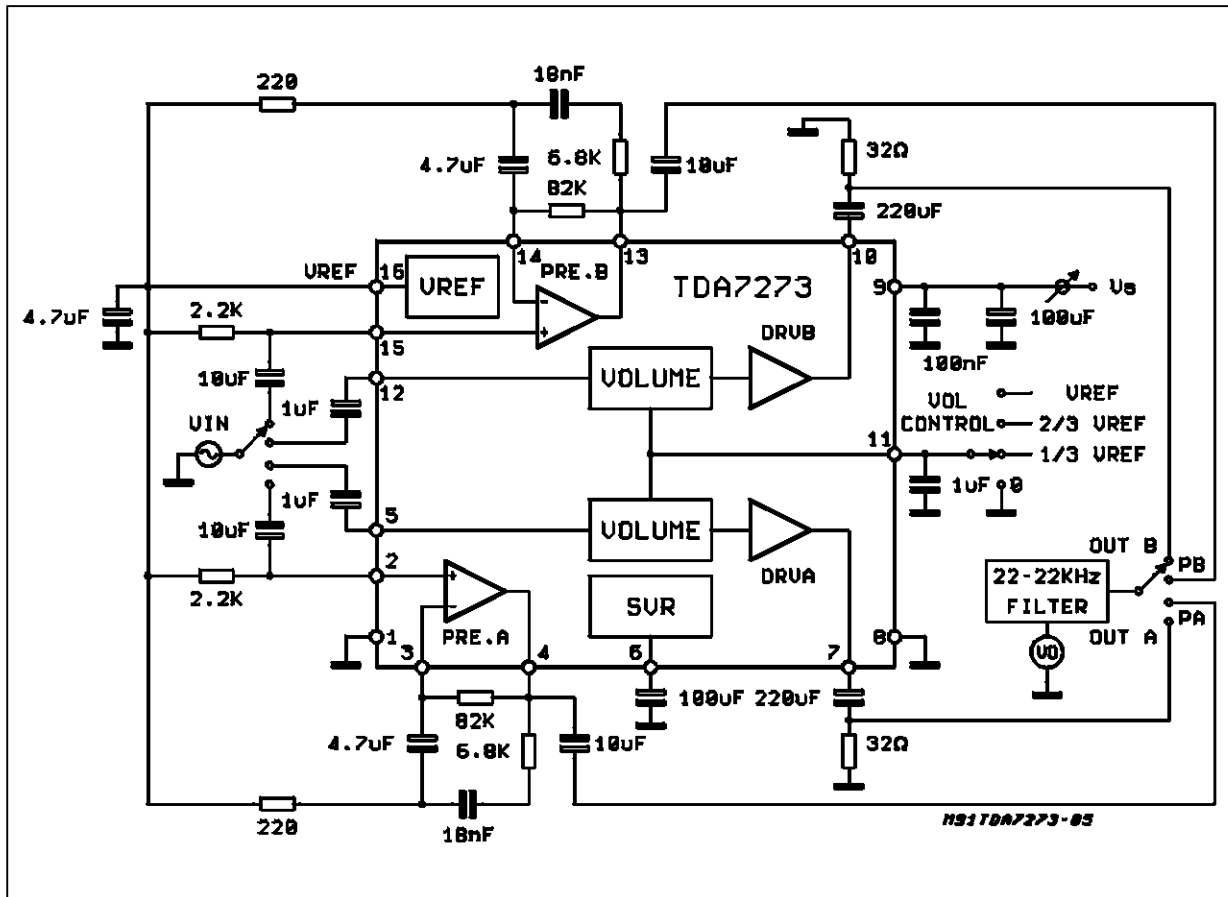 220
18nF
4.7uF
6.8K
82K
10uF
32Ω
220uF
14
13
10
VREF
16
VREF
PRE.B
TDA7273
9
Vs
4.7uF
2.2K
15
100uF
100nF
DRVB
10uF
12
VOLUME
VREF
VOL
CONTROL
2/3 VREF
1/3 VREF
VIN
1uF
11
1uF
0
1uF
5
VOLUME
10uF
2
DRVA
OUT B
PB
2.2K
22-22KHz
FILTER
SVR
PA
OUT A
1
PRE.A
8
3
4
6
7
VO
82K
100uF
220uF
4.7uF
6.8K
10uF
32Ω
220
18nF
M91TDA7273-05